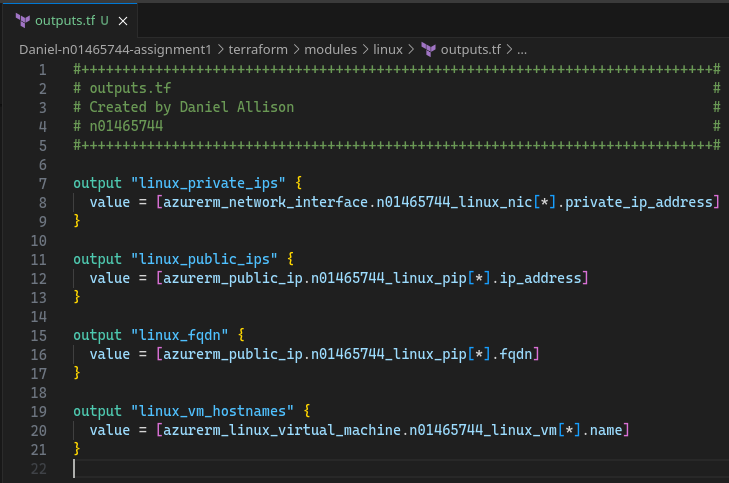 outputs.tf U ×
Daniel-n01465744-assignment1 > terraform > modules > linux > outputs.tf > ...
1 #++++++++++++++++++++++++++++++++++++++++++++++++++++++++++++++++++++++++++++#
2 # outputs.tf #
3 # Created by Daniel Allison #
4 # n01465744 #
5 #++++++++++++++++++++++++++++++++++++++++++++++++++++++++++++++++++++++++++++#
6
7 output "linux_private_ips" {
8   value = [azurerm_network_interface.n01465744_linux_nic[*].private_ip_address]
9 }
10
11 output "linux_public_ips" {
12   value = [azurerm_public_ip.n01465744_linux_pip[*].ip_address]
13 }
14
15 output "linux_fqdn" {
16   value = [azurerm_public_ip.n01465744_linux_pip[*].fqdn]
17 }
18
19 output "linux_vm_hostnames" {
20   value = [azurerm_linux_virtual_machine.n01465744_linux_vm[*].name]
21 }
22